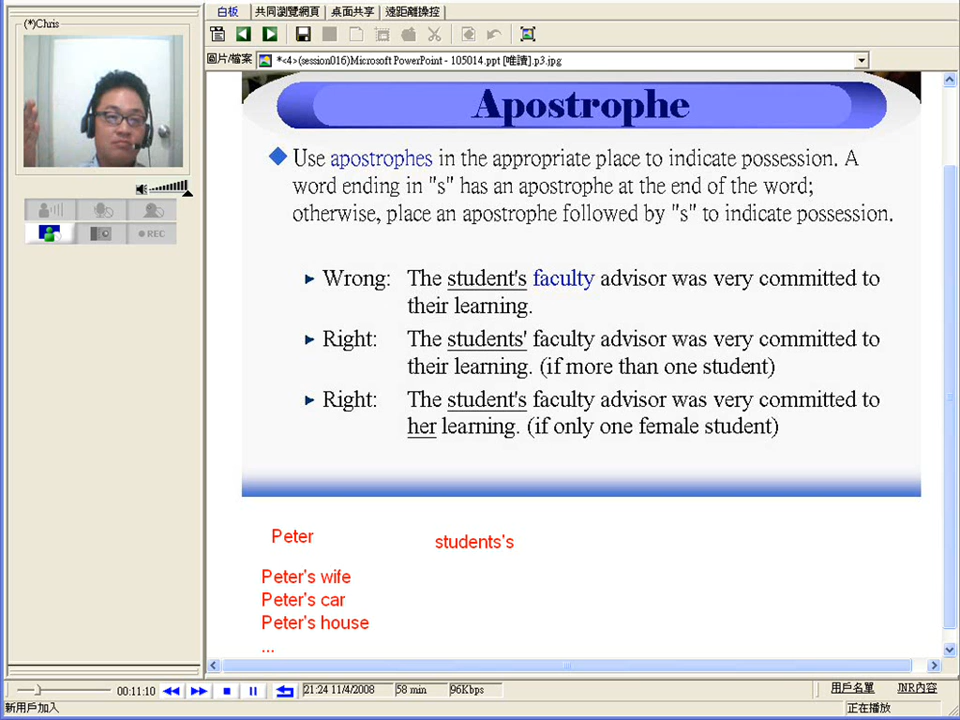 (*)Chris
白板 共同瀏覽網頁 桌面共享 遠距離操控
圖片/檔案 *<4>(session016)Microsoft PowerPoint - 105014.ppt [唯讀].p3.jpg
REC
Apostrophe
Use apostrophes in the appropriate place to indicate possession. A
word ending in "s" has an apostrophe at the end of the word;
otherwise, place an apostrophe followed by "s" to indicate possession.
Wrong: The student's faculty advisor was very committed to
their learning.
Right: The students' faculty advisor was very committed to
their learning. (if more than one student)
Right: The student's faculty advisor was very committed to
her learning. (if only one female student)
Peter
students's
Peter's wife
Peter's car
Peter's house
...
00:11:10 21:24 11/4/2008 58 min 96Kbps 用戶名單 JNR內容
新用戶加入 正在播放